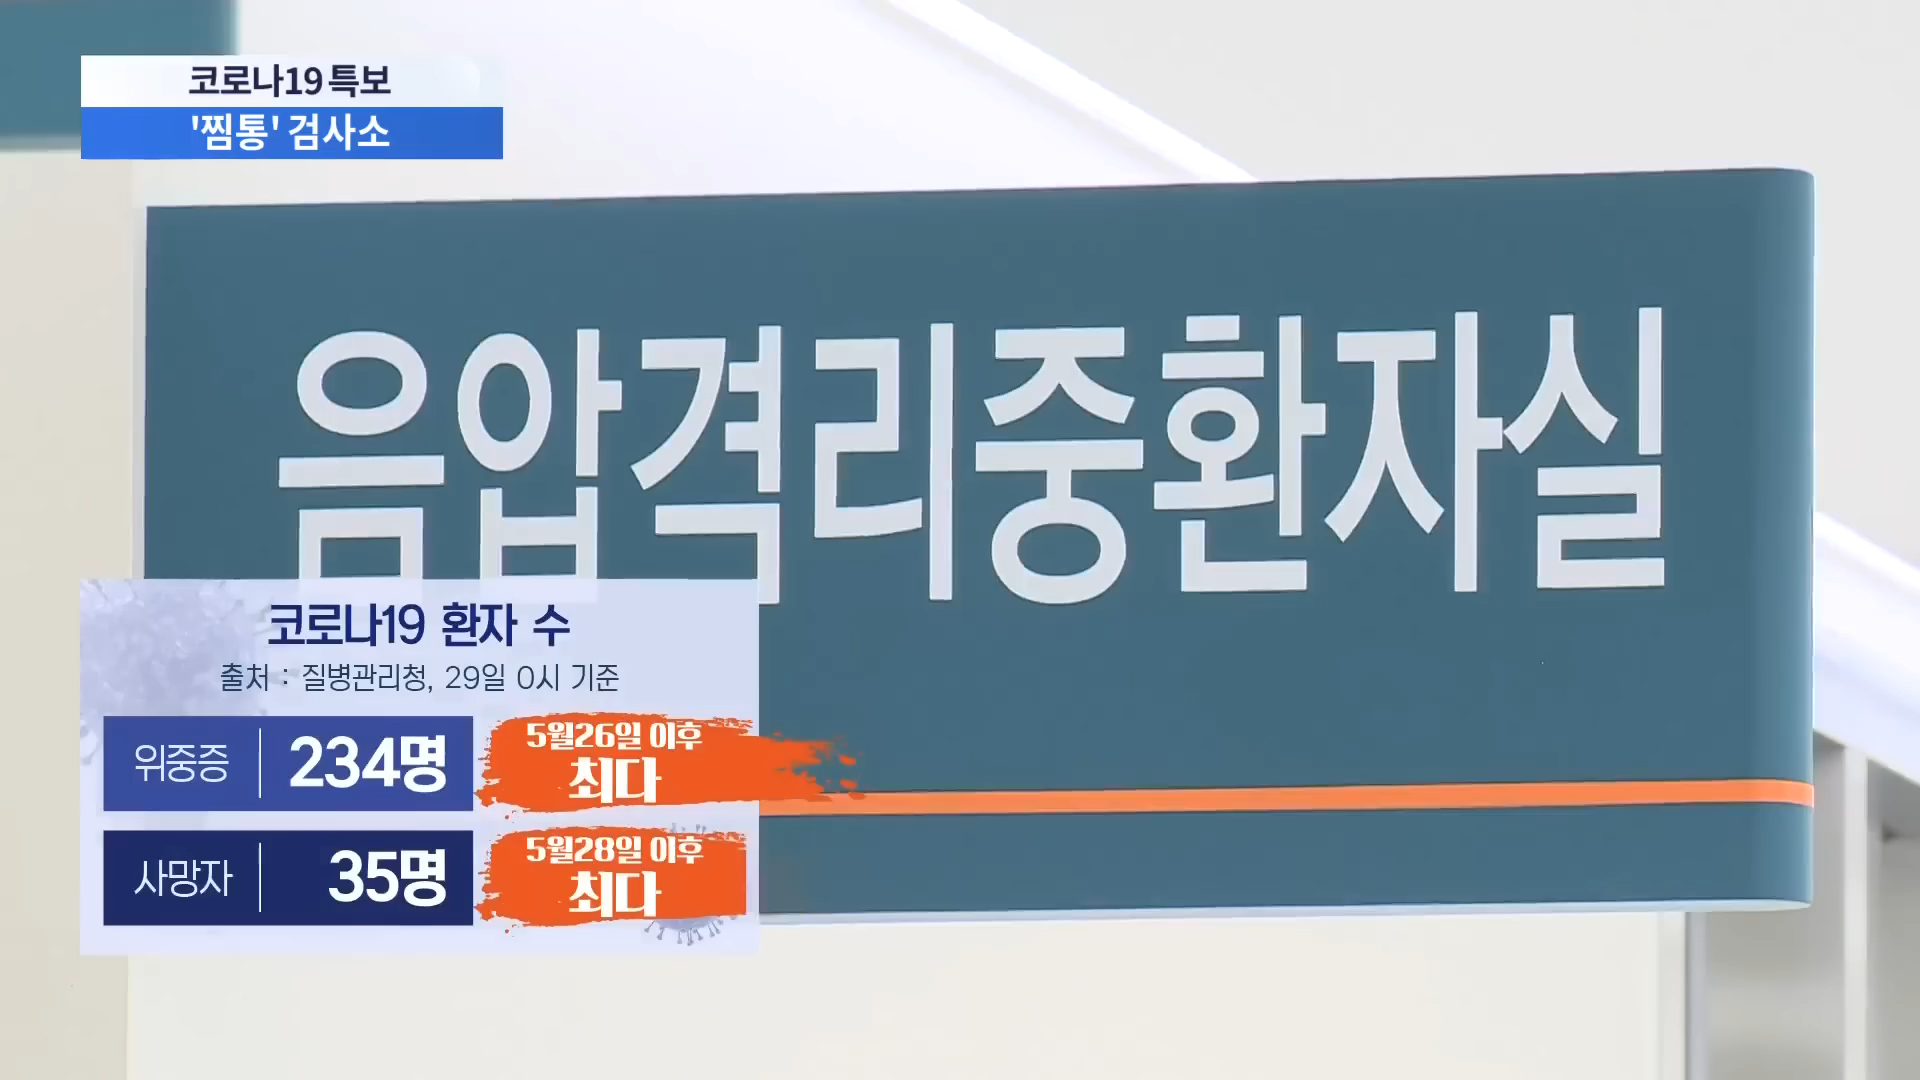 코로나19 특보
'찜통' 검사소
음압격리중환자실
코로나19 환자 수
출처 : 질병관리청, 29일 0시 기준
위중증 234명 5월26일 이후 최다
사망자 35명 5월28일 이후 최다